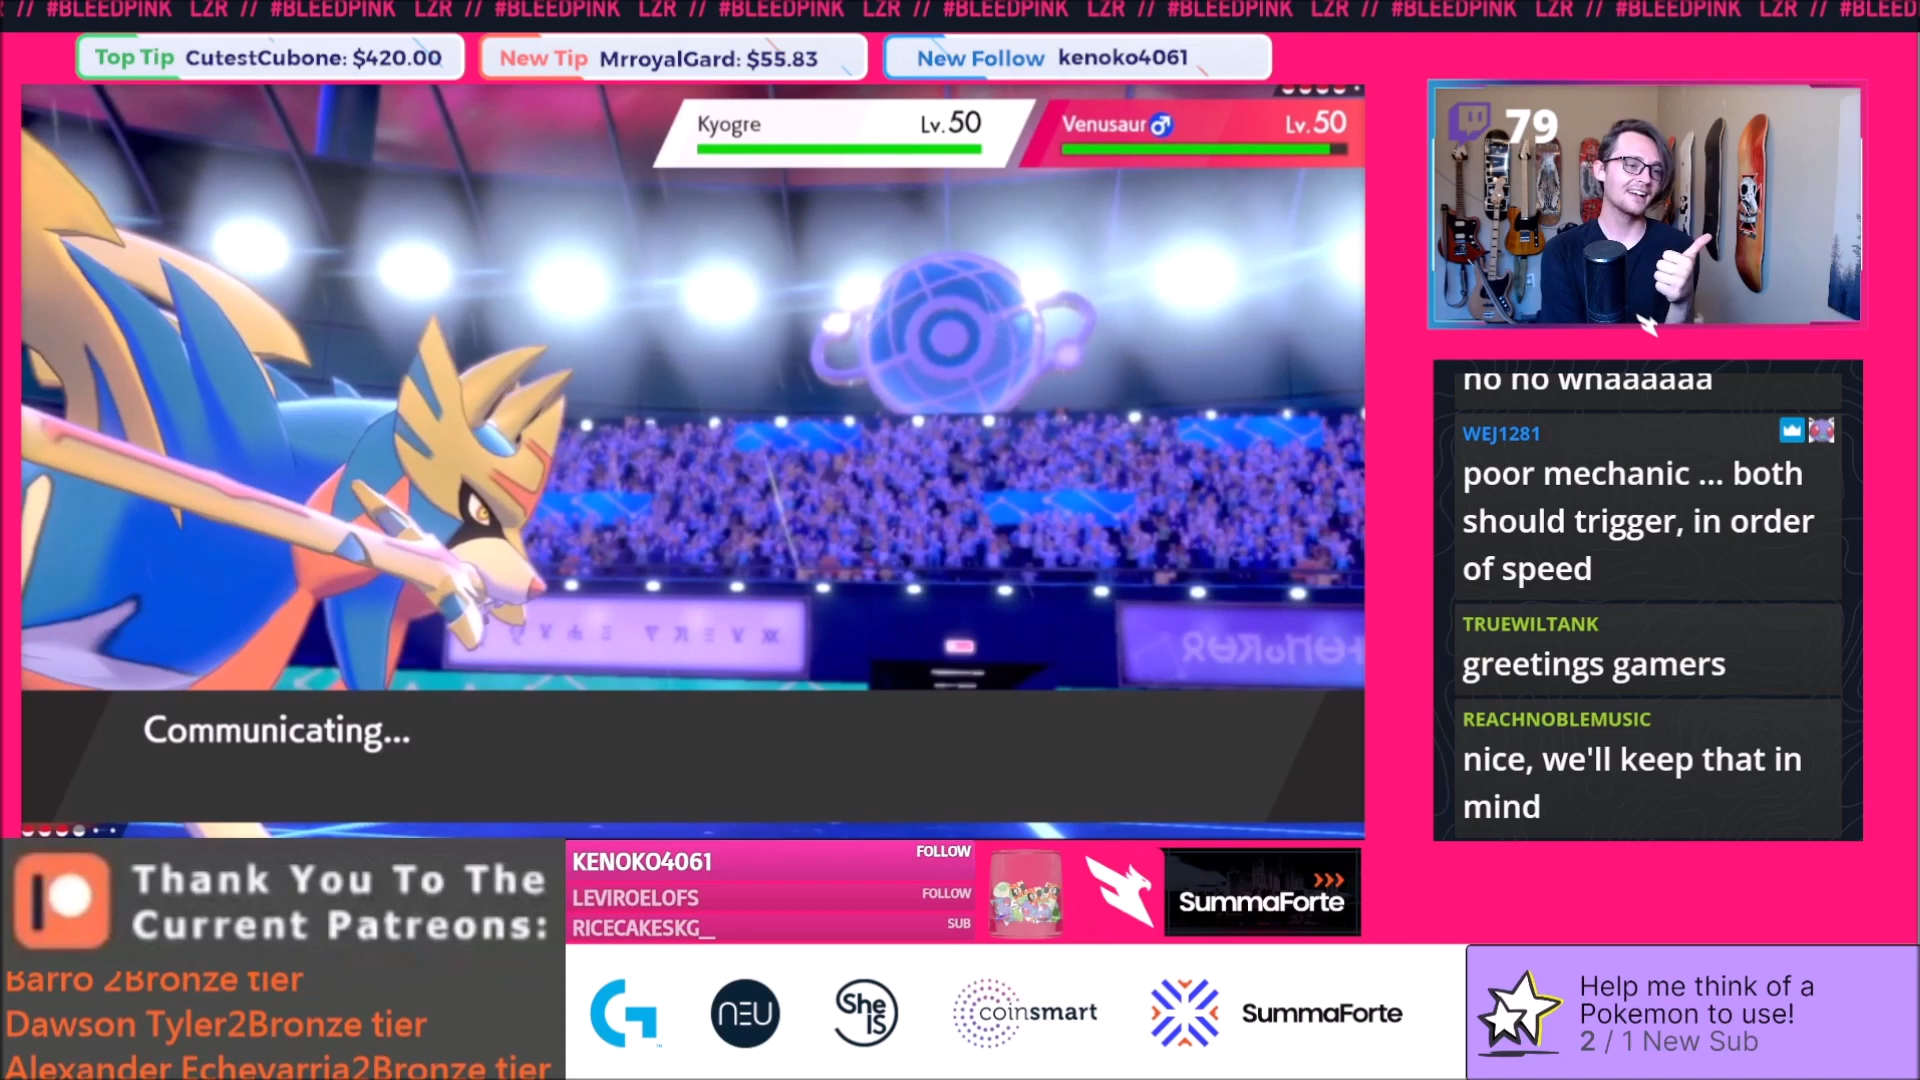 // #BLEEDPINK LZR // #BLEEDPINK LZR // #BLEEDPINK LZR // #BLEEDPINK LZR // #BLEEDPINK LZR // #BLEEDPINK LZR // #BLEEDPINK LZR // #BLEEDPINK LZR // #BLEED
Top Tip CutestCubone: $420.00
New Tip MrroyalGard: $55.83
New Follow kenoko4061
Kyogre Lv.50
Venusaur♂ Lv.50
79
Communicating...
no no whaaaaaa
WEJ1281
poor mechanic ... both
should trigger, in order
of speed
TRUEWILTANK
greetings gamers
REACHNOBLEMUSIC
nice, we'll keep that in
mind
Thank You To The
Current Patreons:
Barro 2Bronze tier
Dawson Tyler2Bronze tier
Alexander Echevarria2Bronze tier
KENOKO4061 FOLLOW
LEVIROELOFS FOLLOW
RICECAKESKG_ SUB
SummaForte
G
NEU
She
IS
coinsmart
SummaForte
Help me think of a
Pokemon to use!
2 / 1 New Sub